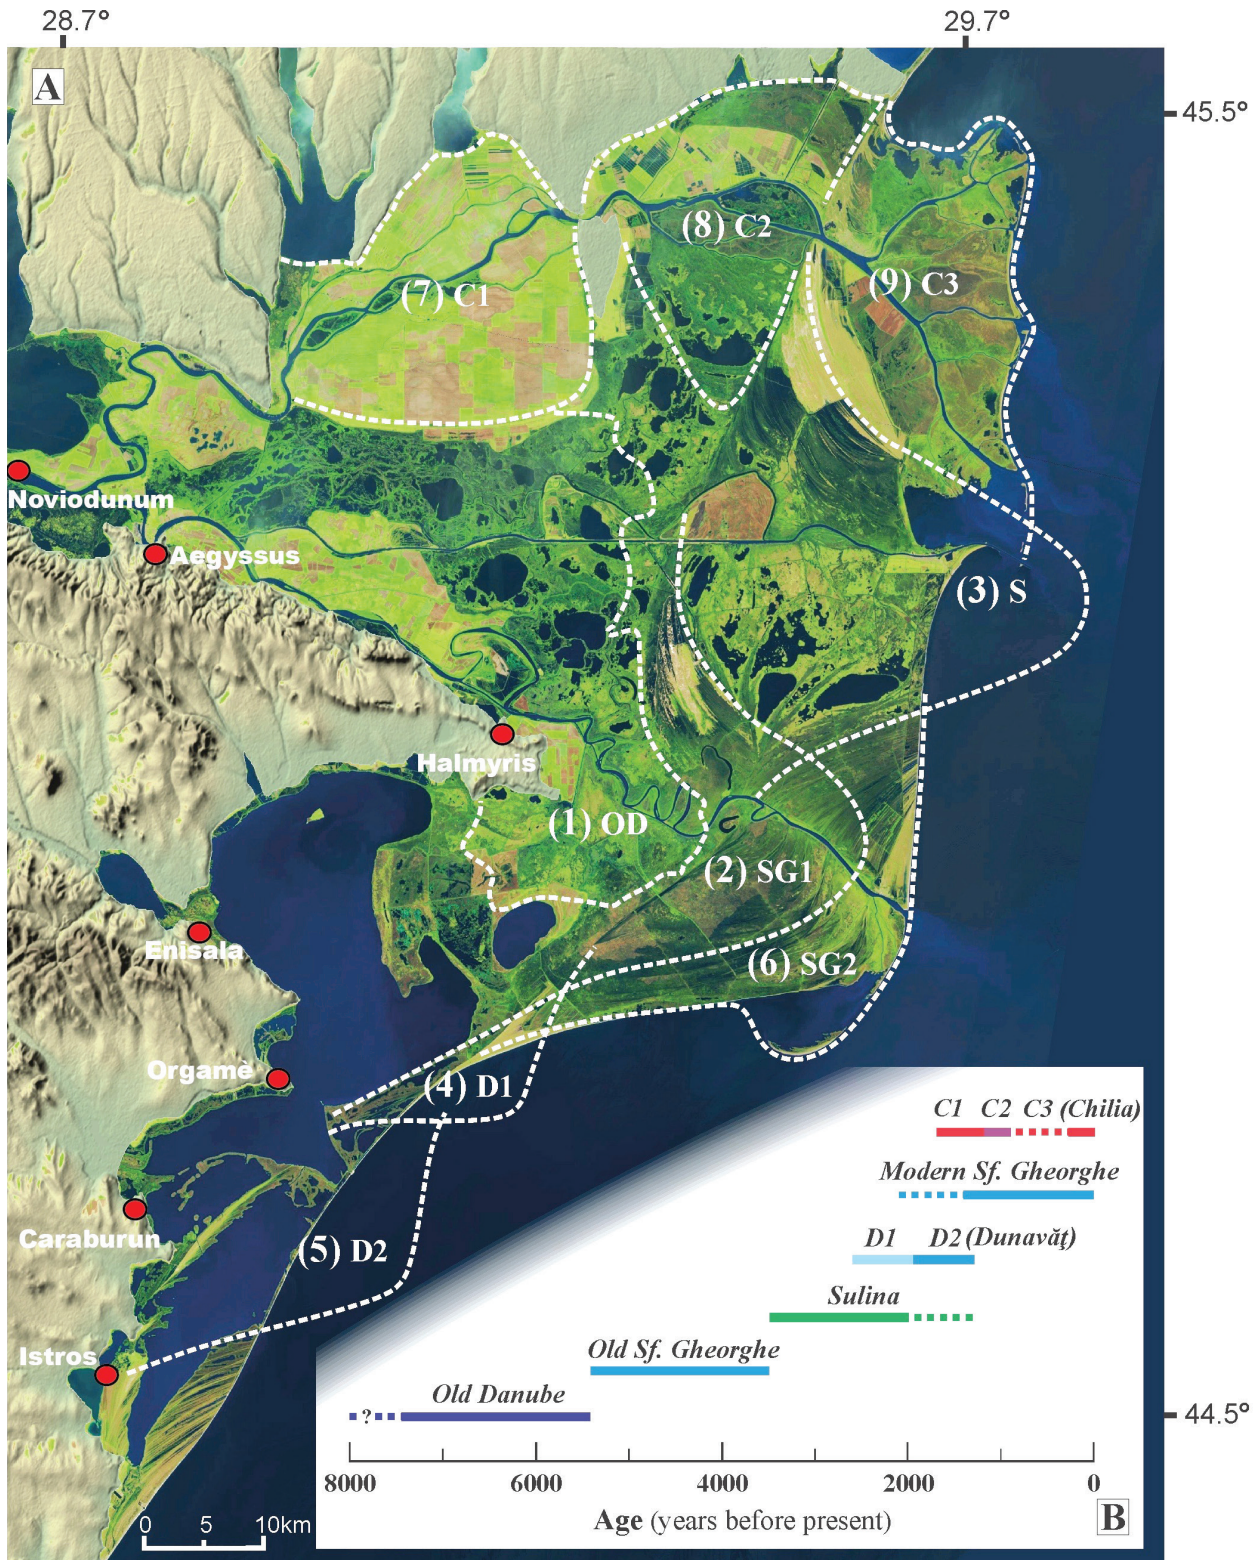 28.7°
29.7°
A
45.5°
(8) C2
(7) C1
(9) C3
Noviodunum
Aegyssus
(3) S
Halmyris
(1) OD
(2) SG1
Enisala
(6) SG2
Orgamè
(4) D1
C1 C2 C3 (Chilia)
Modern Sf. Gheorghe
Caraburun
(5) D2
D1 D2 (Dunavăţ)
Sulina
Istros
Old Sf. Gheorghe
Old Danube
?
44.5°
8000 6000 4000 2000 0
0 5 10km
Age (years before present)
B